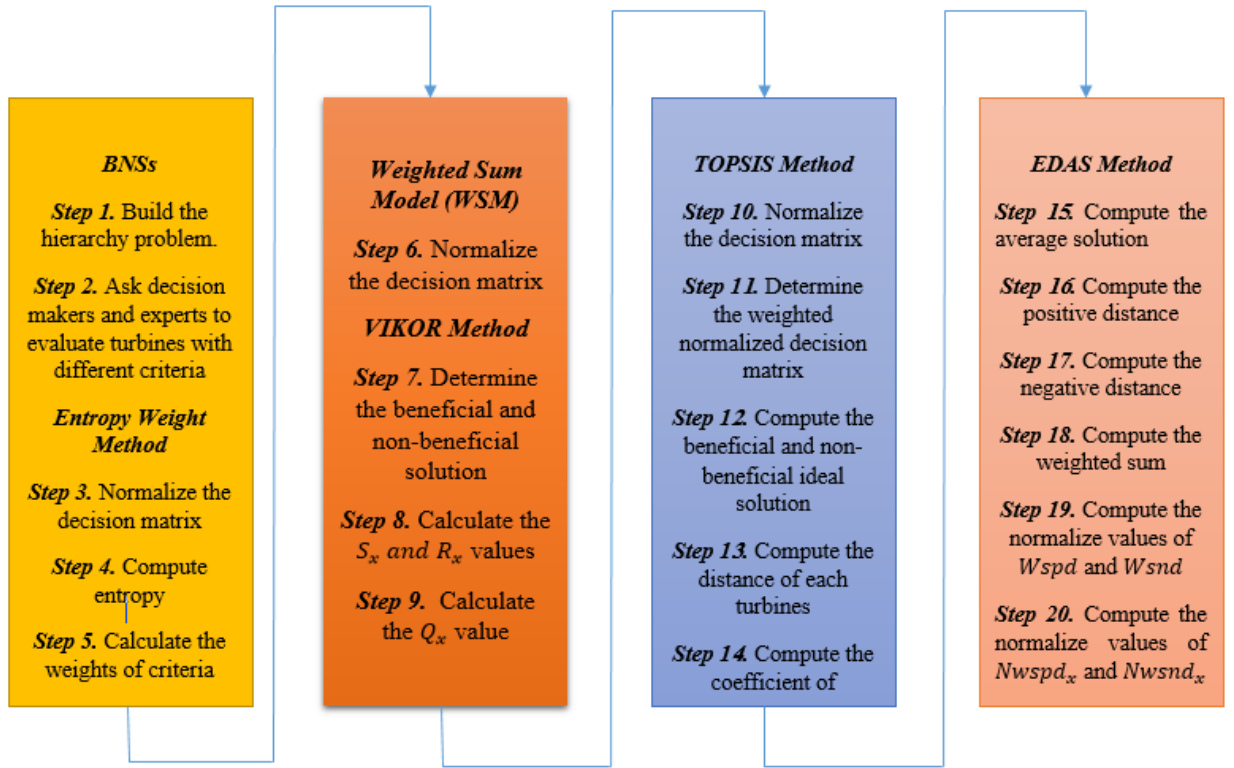 BNSs
Step 1. Build the
hierarchy problem.
Step 2. Ask decision
makers and experts to
evaluate turbines with
different criteria
Entropy Weight
Method
Step 3. Normalize the
decision matrix
Step 4. Compute
entropy
Step 5. Calculate the
weights of criteria
Weighted Sum
Model (WSM)
Step 6. Normalize
the decision matrix
VIKOR Method
Step 7. Determine
the beneficial and
non-beneficial
solution
Step 8. Calculate the
Sₓ and Rₓ values
Step 9. Calculate
the Qₓ value
TOPSIS Method
Step 10. Normalize
the decision matrix
Step 11. Determine
the weighted
normalized decision
matrix
Step 12. Compute the
beneficial and non-
beneficial ideal
solution
Step 13. Compute the
distance of each
turbines
Step 14. Compute the
coefficient of
EDAS Method
Step 15. Compute the
average solution
Step 16. Compute the
positive distance
Step 17. Compute the
negative distance
Step 18. Compute the
weighted sum
Step 19. Compute the
normalize values of
Wspd and Wsnd
Step 20. Compute the
normalize values of
Nwspdₓ and Nwsndₓ